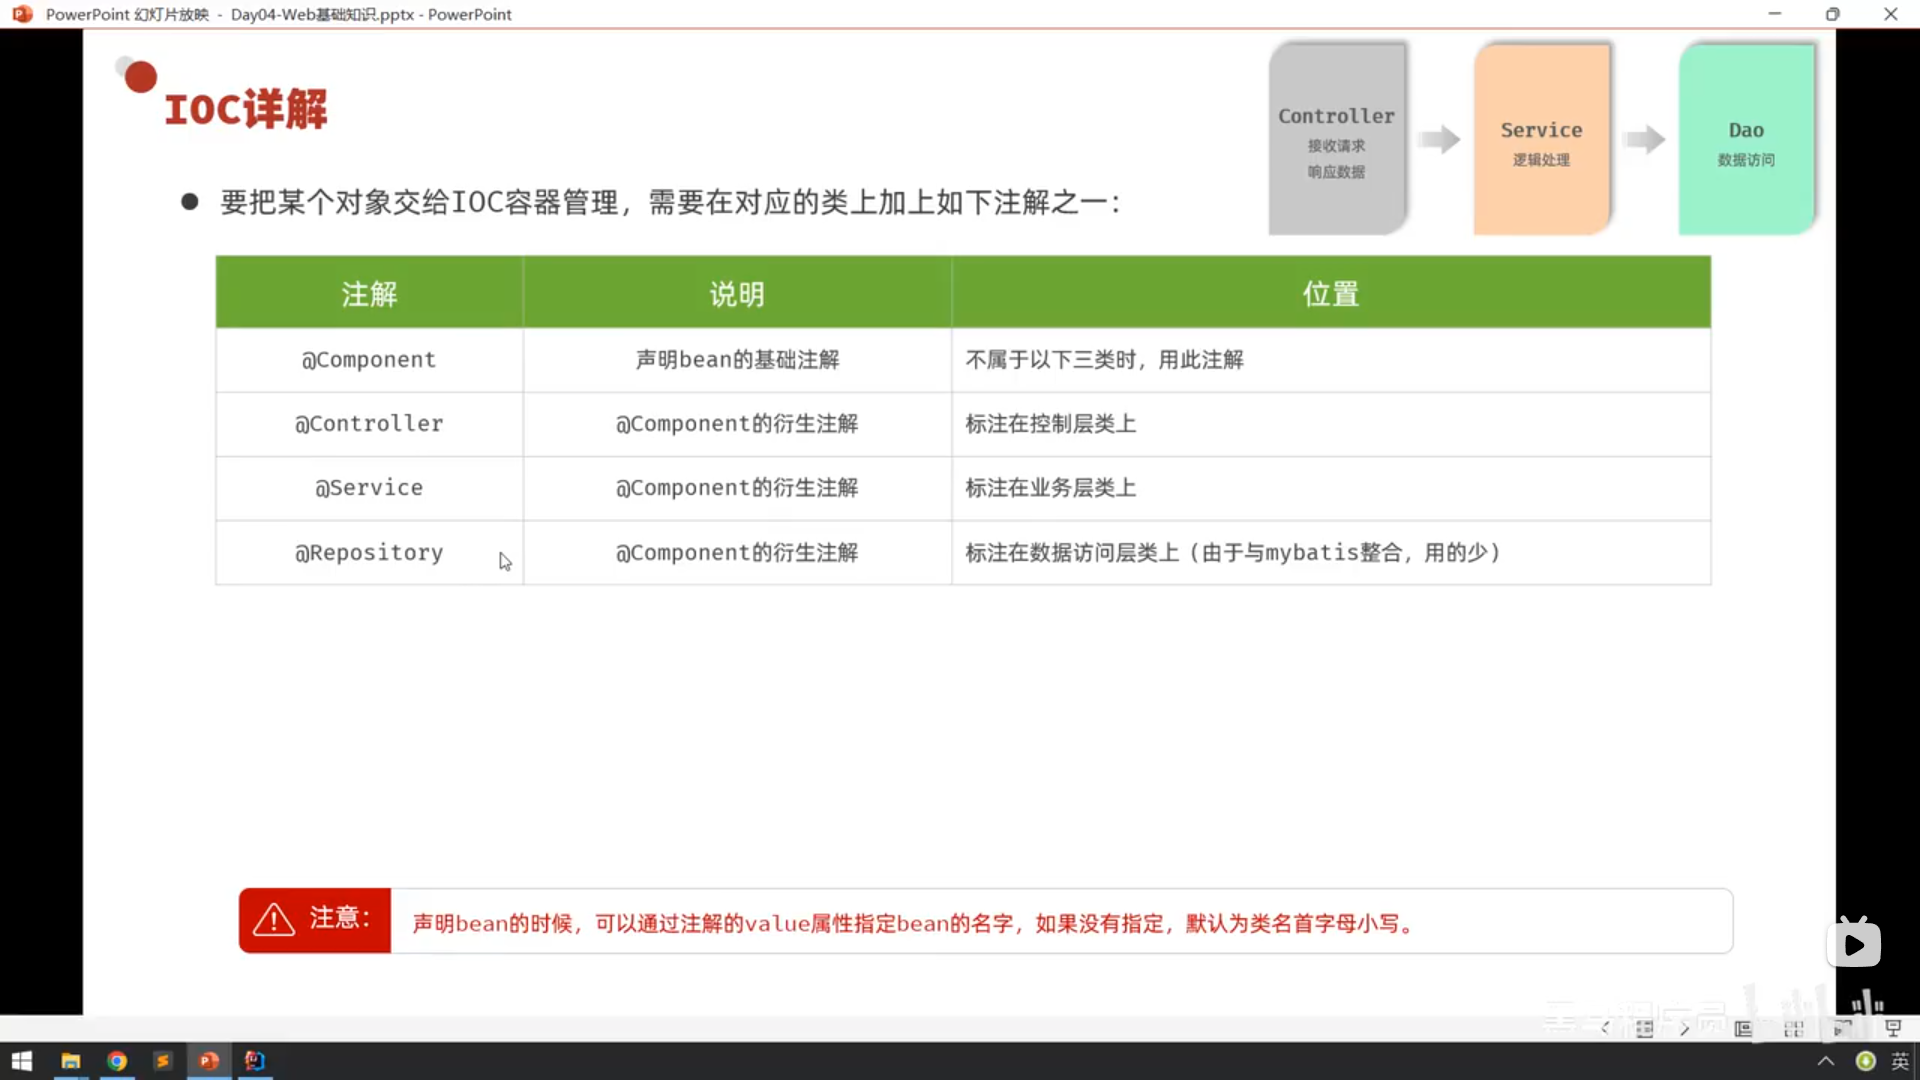 PowerPoint 幻灯片放映 - Day04-Web基础知识.pptx - PowerPoint
IOC详解
Controller
接收请求
响应数据
Service
逻辑处理
Dao
数据访问
要把某个对象交给IOC容器管理，需要在对应的类上加上如下注解之一：
注解 说明 位置
@Component 声明bean的基础注解 不属于以下三类时，用此注解
@Controller @Component的衍生注解 标注在控制层类上
@Service @Component的衍生注解 标注在业务层类上
@Repository @Component的衍生注解 标注在数据访问层类上（由于与mybatis整合，用的少）
注意：
声明bean的时候，可以通过注解的value属性指定bean的名字，如果没有指定，默认为类名首字母小写。
英